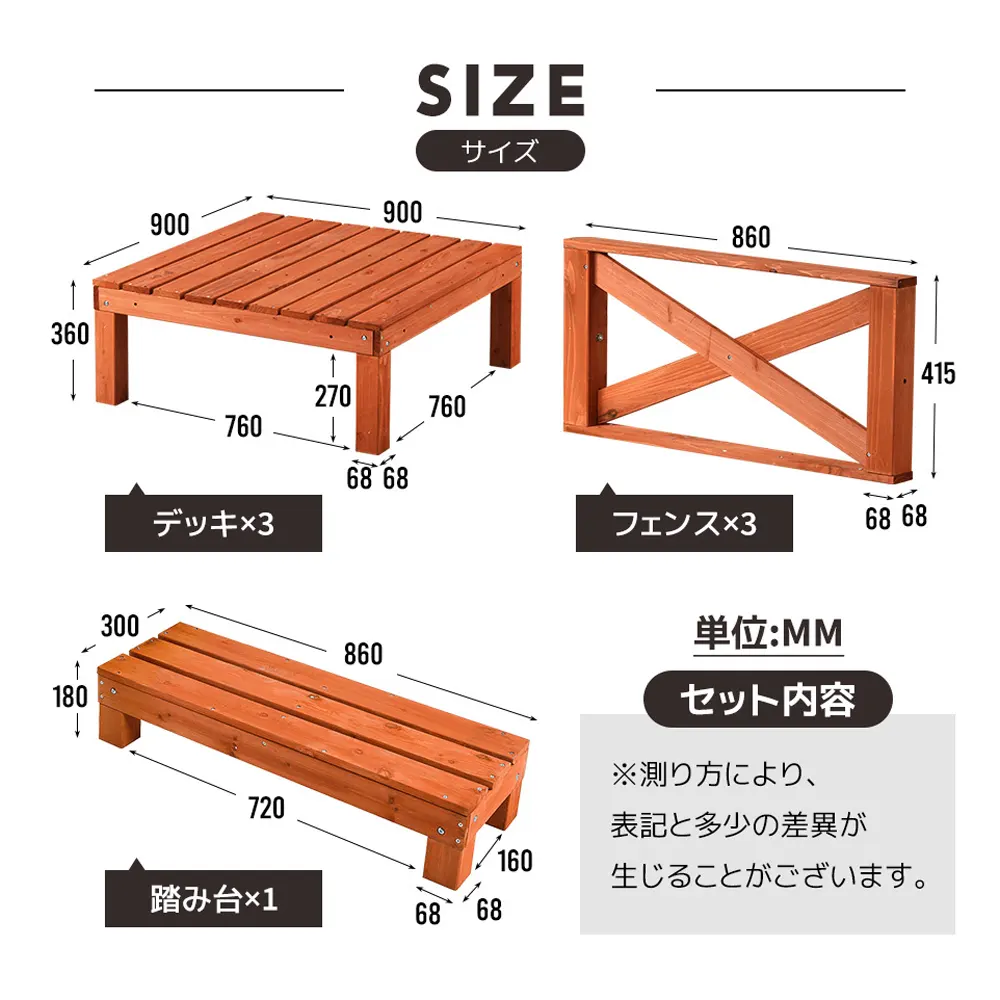 SIZE
サイズ
900
900
360
270
760
760
68 68
デッキ×3
860
415
68 68
フェンス×3
300
860
180
720
160
68
68
踏み台×1
単位:MM
セット内容
※測り方により、
表記と多少の差異が
生じることがございます。